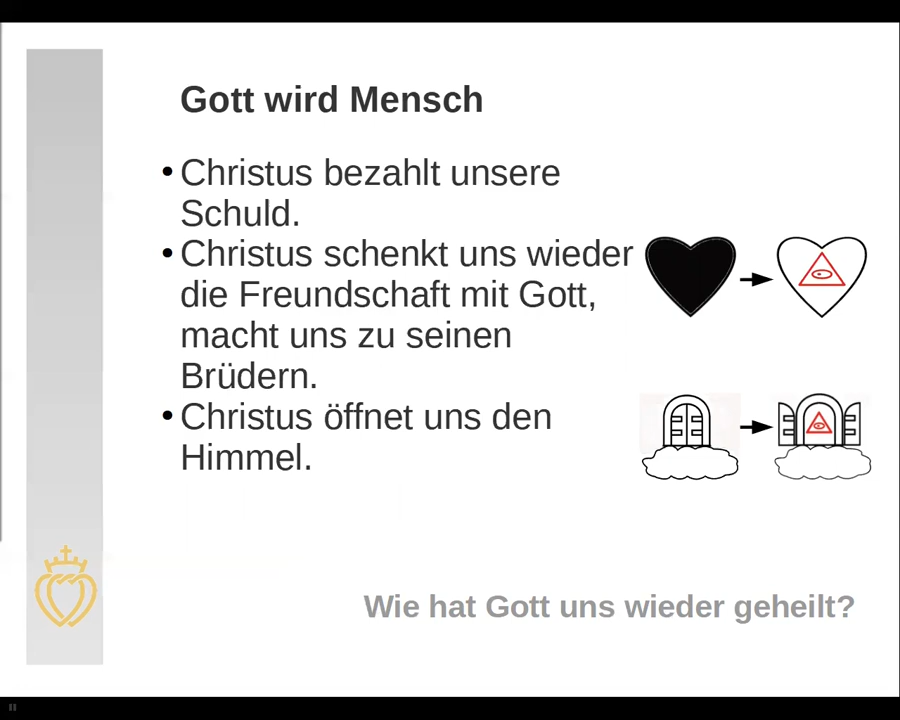 Gott wird Mensch
• Christus bezahlt unsere
Schuld.
• Christus schenkt uns wieder
die Freundschaft mit Gott,
macht uns zu seinen
Brüdern.
• Christus öffnet uns den
Himmel.
Wie hat Gott uns wieder geheilt?